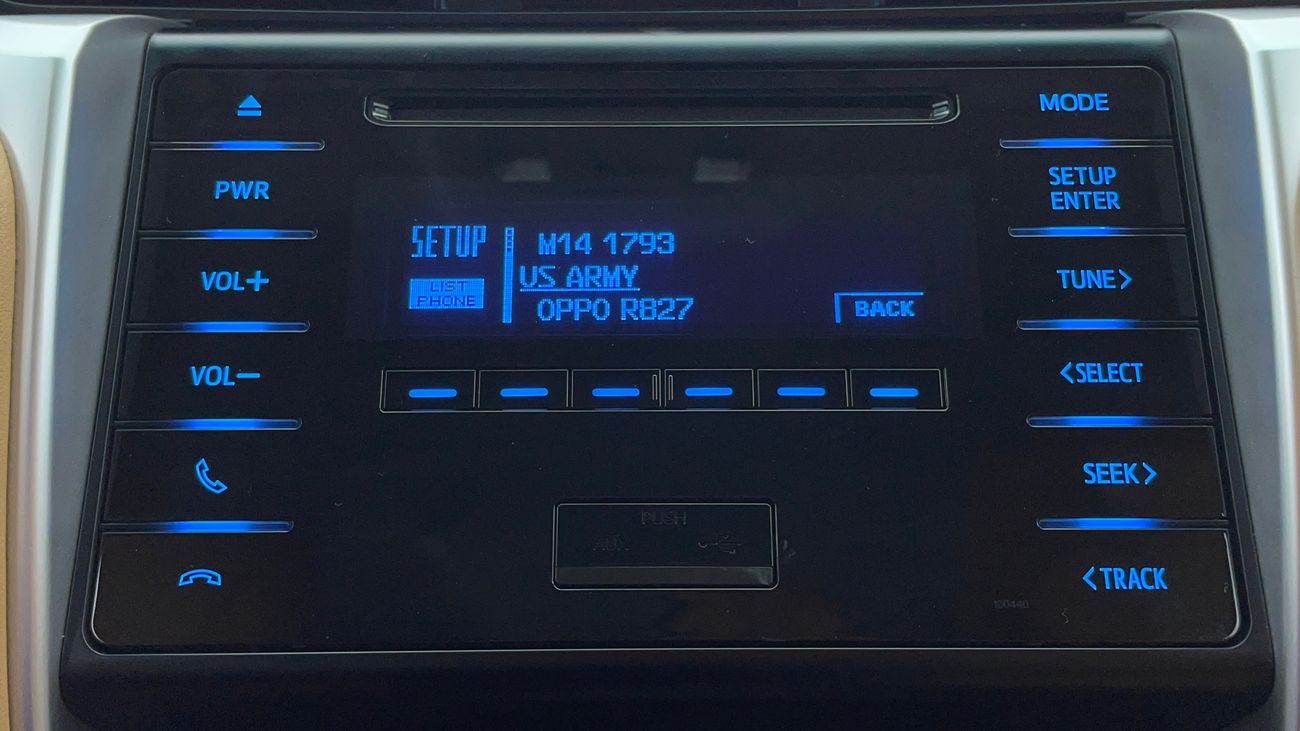 MODE
PWR
SETUP
ENTER
VOL+
SETUP
M14 1793
US ARMY
OPPO R827
LIST
PHONE
BACK
TUNE>
VOL-
<SELECT
SEEK>
PUSH
AUX
<TRACK
100440